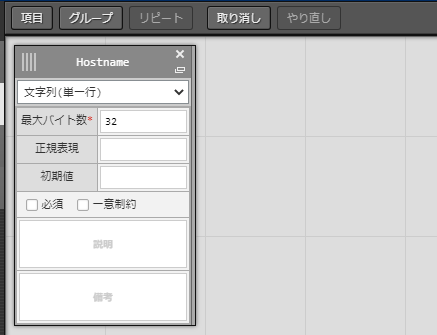 項目 グループ リピート 取り消し やり直し
Hostname
文字列(単一行)
最大バイト数* 32
正規表現
初期値
必須 一意制約
説明
備考